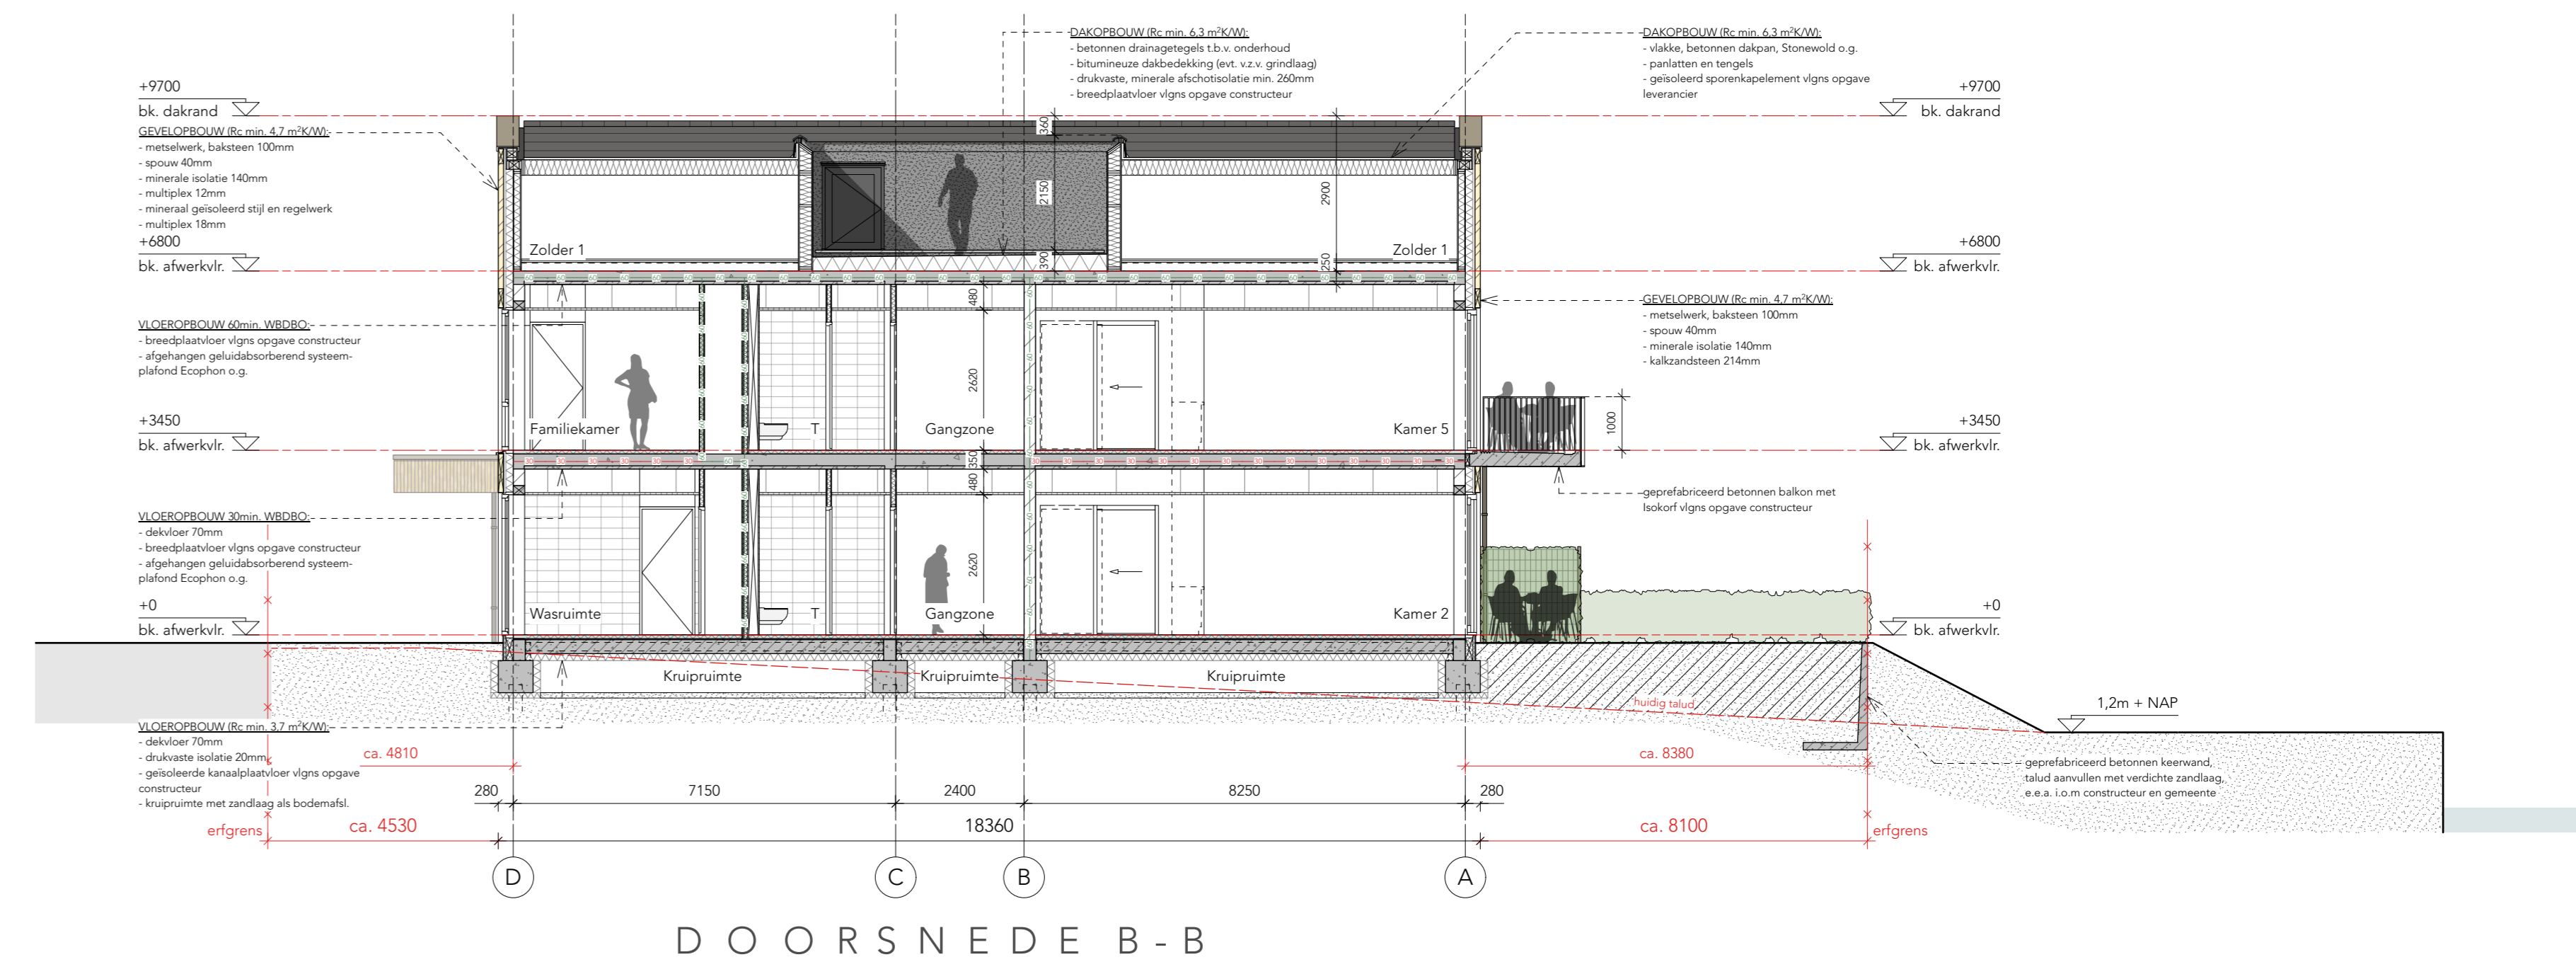 DAKOPBOUW (Rc min. 6,3 m²K/W):
- betonnen drainagetegels t.b.v. onderhoud
- bitumineuze dakbedekking (evt. v.z.v. grindlaag)
- drukvaste, minerale afschotisolatie min. 260mm
- breedplaatvloer vlgns opgave constructeur
DAKOPBOUW (Rc min. 6,3 m²K/W):
- vlakke, betonnen dakpan, Stonewold o.g.
- panlatten en tengels
- geïsoleerd sporenkapelement vlgns opgave
leverancier
+9700
bk. dakrand
GEVELOPBOUW (Rc min. 4,7 m²K/W):
- metselwerk, baksteen 100mm
- spouw 40mm
- minerale isolatie 140mm
- multiplex 12mm
- mineraal geïsoleerd stijl en regelwerk
- multiplex 18mm
+6800
bk. afwerkvlr.
VLOEROPBOUW 60min. WBDBO:
- breedplaatvloer vlgns opgave constructeur
- afgehangen geluidabsorberend systeem-
plafond Ecophon o.g.
+3450
bk. afwerkvlr.
VLOEROPBOUW 30min. WBDBO:
- dekvloer 70mm
- breedplaatvloer vlgns opgave constructeur
- afgehangen geluidabsorberend systeem-
plafond Ecophon o.g.
+0
bk. afwerkvlr.
VLOEROPBOUW (Rc min. 3,7 m²K/W):
- dekvloer 70mm
- drukvaste isolatie 20mm
- geïsoleerde kanaalplaatvloer vlgns opgave
constructeur
- kruipruimte met zandlaag als bodemafsl.
360
2150
390
2900
250
Zolder 1
Zolder 1
480
2620
Familiekamer
T
Gangzone
Kamer 5
350
480
2620
Wasruimte
T
Gangzone
Kamer 2
Kruipruimte
Kruipruimte
Kruipruimte
1000
+9700
bk. dakrand
+6800
bk. afwerkvlr.
GEVELOPBOUW (Rc min. 4,7 m²K/W):
- metselwerk, baksteen 100mm
- spouw 40mm
- minerale isolatie 140mm
- kalkzandsteen 214mm
+3450
bk. afwerkvlr.
geprefabriceerd betonnen balkon met
Isokorf vlgns opgave constructeur
+0
bk. afwerkvlr.
huidig talud
1,2m + NAP
geprefabriceerd betonnen keerwand,
talud aanvullen met verdichte zandlaag,
e.e.a. i.o.m constructeur en gemeente
ca. 4810
ca. 8380
280
7150
2400
8250
280
erfgrens
ca. 4530
18360
ca. 8100
erfgrens
D
C
B
A
DOORSNEDE B-B